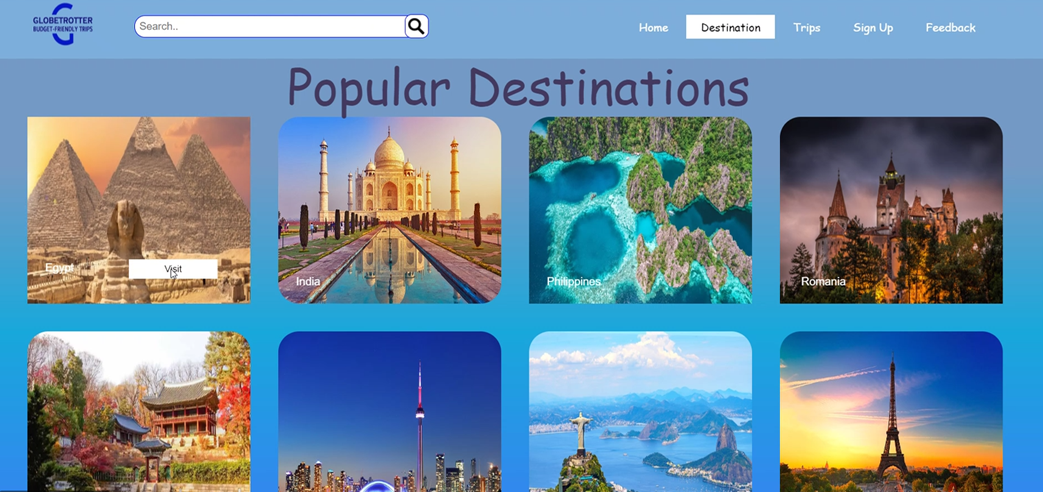 GLOBETROTTER
BUDGET-FRIENDLY TRIPS
Search..
Home
Destination
Trips
Sign Up
Feedback
Popular Destinations
Egypt
Visit
India
Philippines
Romania